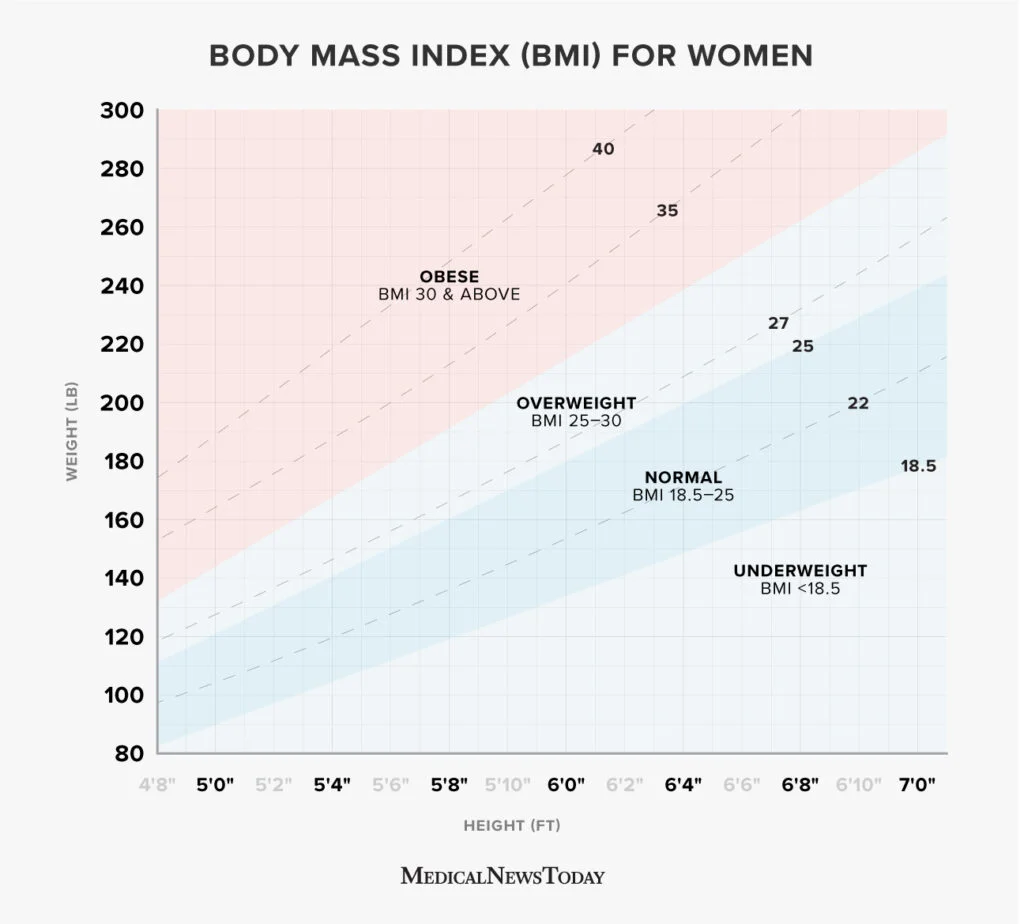 BODY MASS INDEX (BMI) FOR WOMEN
300
280
260
240
220
200
180
160
140
120
100
80
WEIGHT (LB)
40
35
OBESE
BMI 30 & ABOVE
27
25
OVERWEIGHT
BMI 25–30
22
NORMAL
BMI 18.5–25
18.5
UNDERWEIGHT
BMI <18.5
4'8" 5'0" 5'2" 5'4" 5'6" 5'8" 5'10" 6'0" 6'2" 6'4" 6'6" 6'8" 6'10" 7'0"
HEIGHT (FT)
MEDICALNEWSTODAY